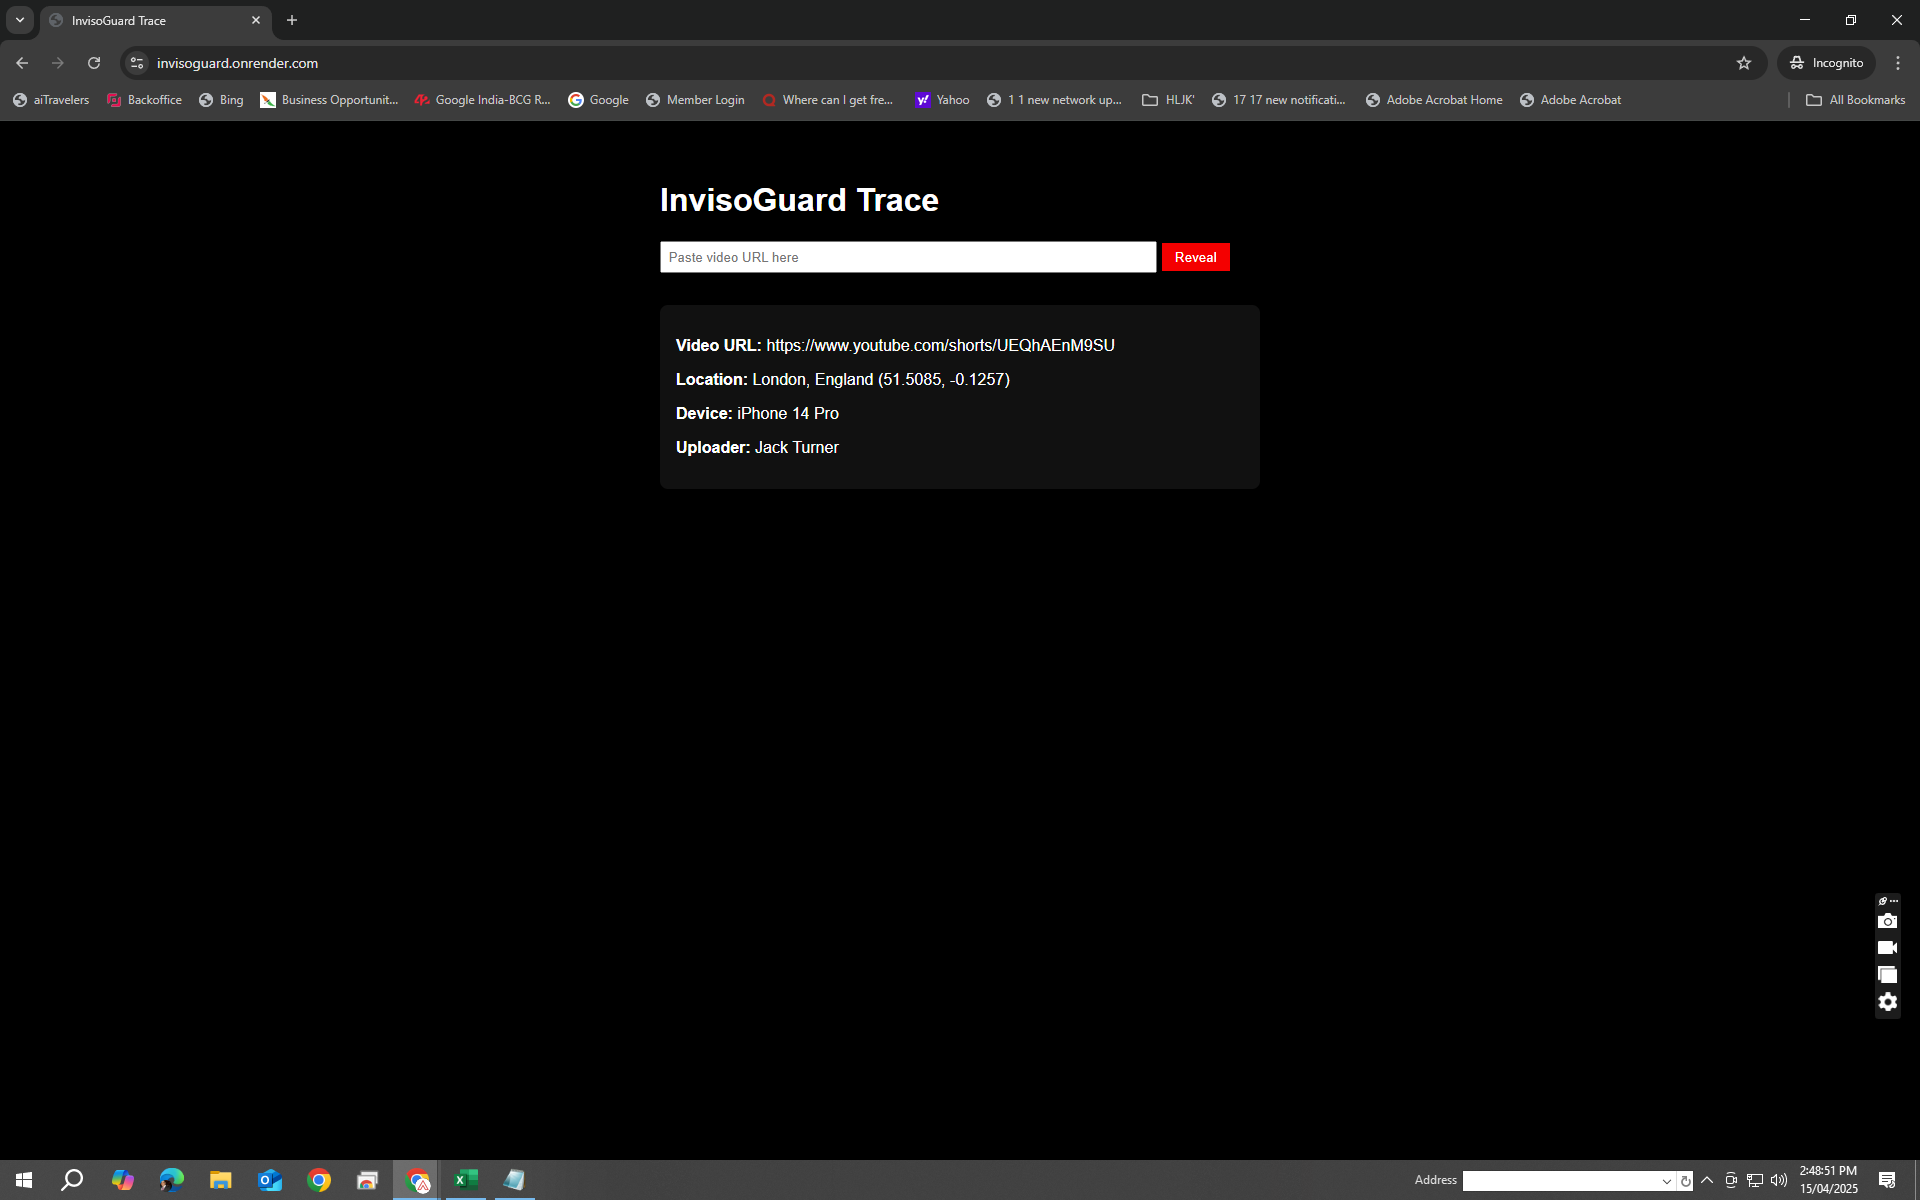 InvisoGuard Trace
invisoguard.onrender.com
Incognito
aiTravelers
Backoffice
Bing
Business Opportunit...
Google India-BCG R...
Google
Member Login
Where can I get fre...
Yahoo
1 1 new network up...
HLJK'
17 17 new notificati...
Adobe Acrobat Home
Adobe Acrobat
All Bookmarks
InvisoGuard Trace
Paste video URL here
Reveal
Video URL: https://www.youtube.com/shorts/UEQhAEnM9SU
Location: London, England (51.5085, -0.1257)
Device: iPhone 14 Pro
Uploader: Jack Turner
Address
2:48:51 PM
15/04/2025